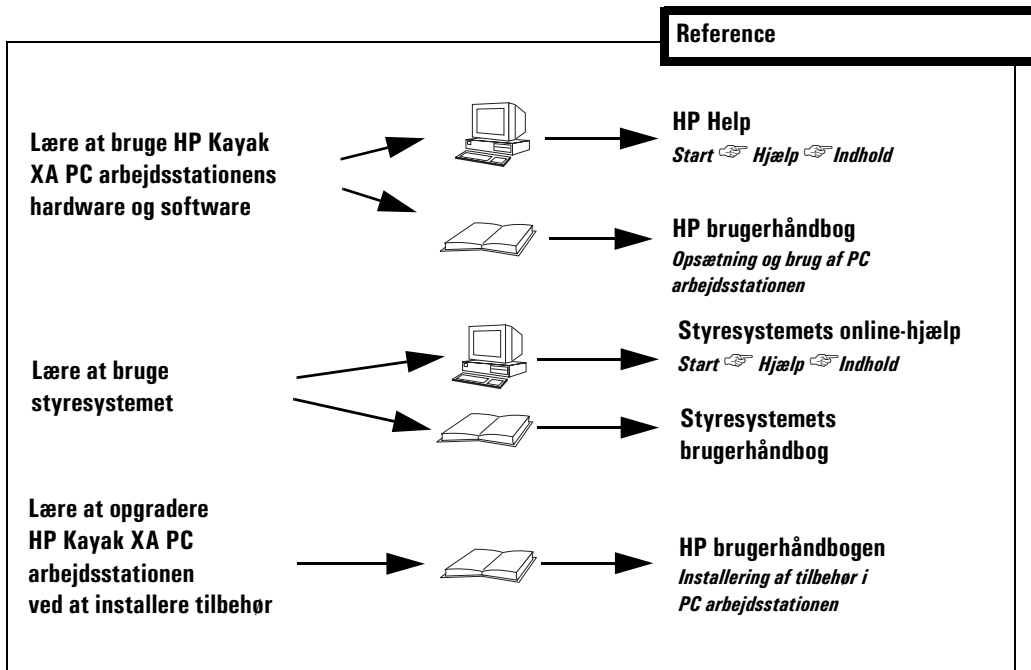 Reference
Lære at bruge HP Kayak
XA PC arbejdsstationens
hardware og software
HP Help
Start ☞ Hjælp ☞ Indhold
HP brugerhåndbog
Opsætning og brug af PC
arbejdsstationen
Lære at bruge
styresystemet
Styresystemets online-hjælp
Start ☞ Hjælp ☞ Indhold
Styresystemets
brugerhåndbog
Lære at opgradere
HP Kayak XA PC
arbejdsstationen
ved at installere tilbehør
HP brugerhåndbogen
Installering af tilbehør i
PC arbejdsstationen